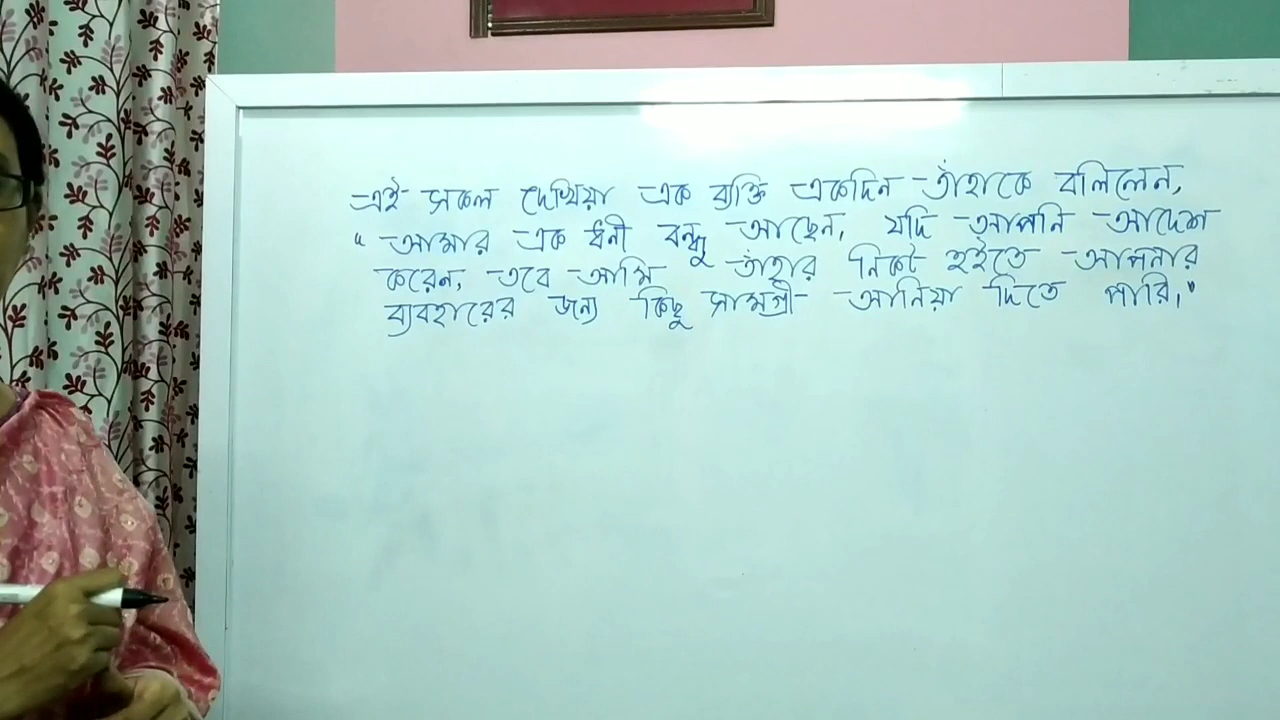 এই সকল দেখিয়া এক ব্যক্তি একদিন তাঁহাকে বলিলেন,
"আমার এক ধনী বন্ধু আছেন, যদি আপনি আদেশ
করেন, তবে আমি তাঁহার নিকট হইতে আপনার
ব্যবহারের জন্য কিছু সামগ্রী আনিয়া দিতে পারি।"